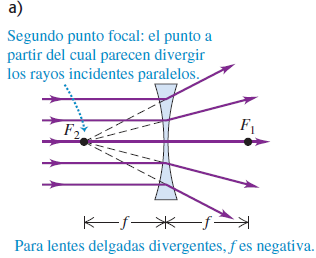 a)
Segundo punto focal: el punto a
partir del cual parecen divergir
los rayos incidentes paralelos.
F₂
F₁
f
f
Para lentes delgadas divergentes, f es negativa.